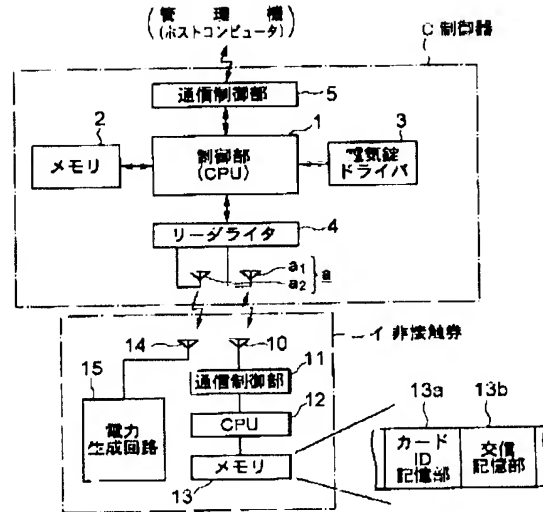 管理機
(ホストコンピュータ)
C 制御器
通信制御部
5
2
メモリ
1
制御部
(CPU)
3
電気錠
ドライバ
4
リーダライタ
a1
a2
a
14
10
イ 非接触券
11
通信制御部
15
電力
生成回路
12
CPU
メモリ
13
13a
13b
カード
ID
記憶部
交信
記憶部